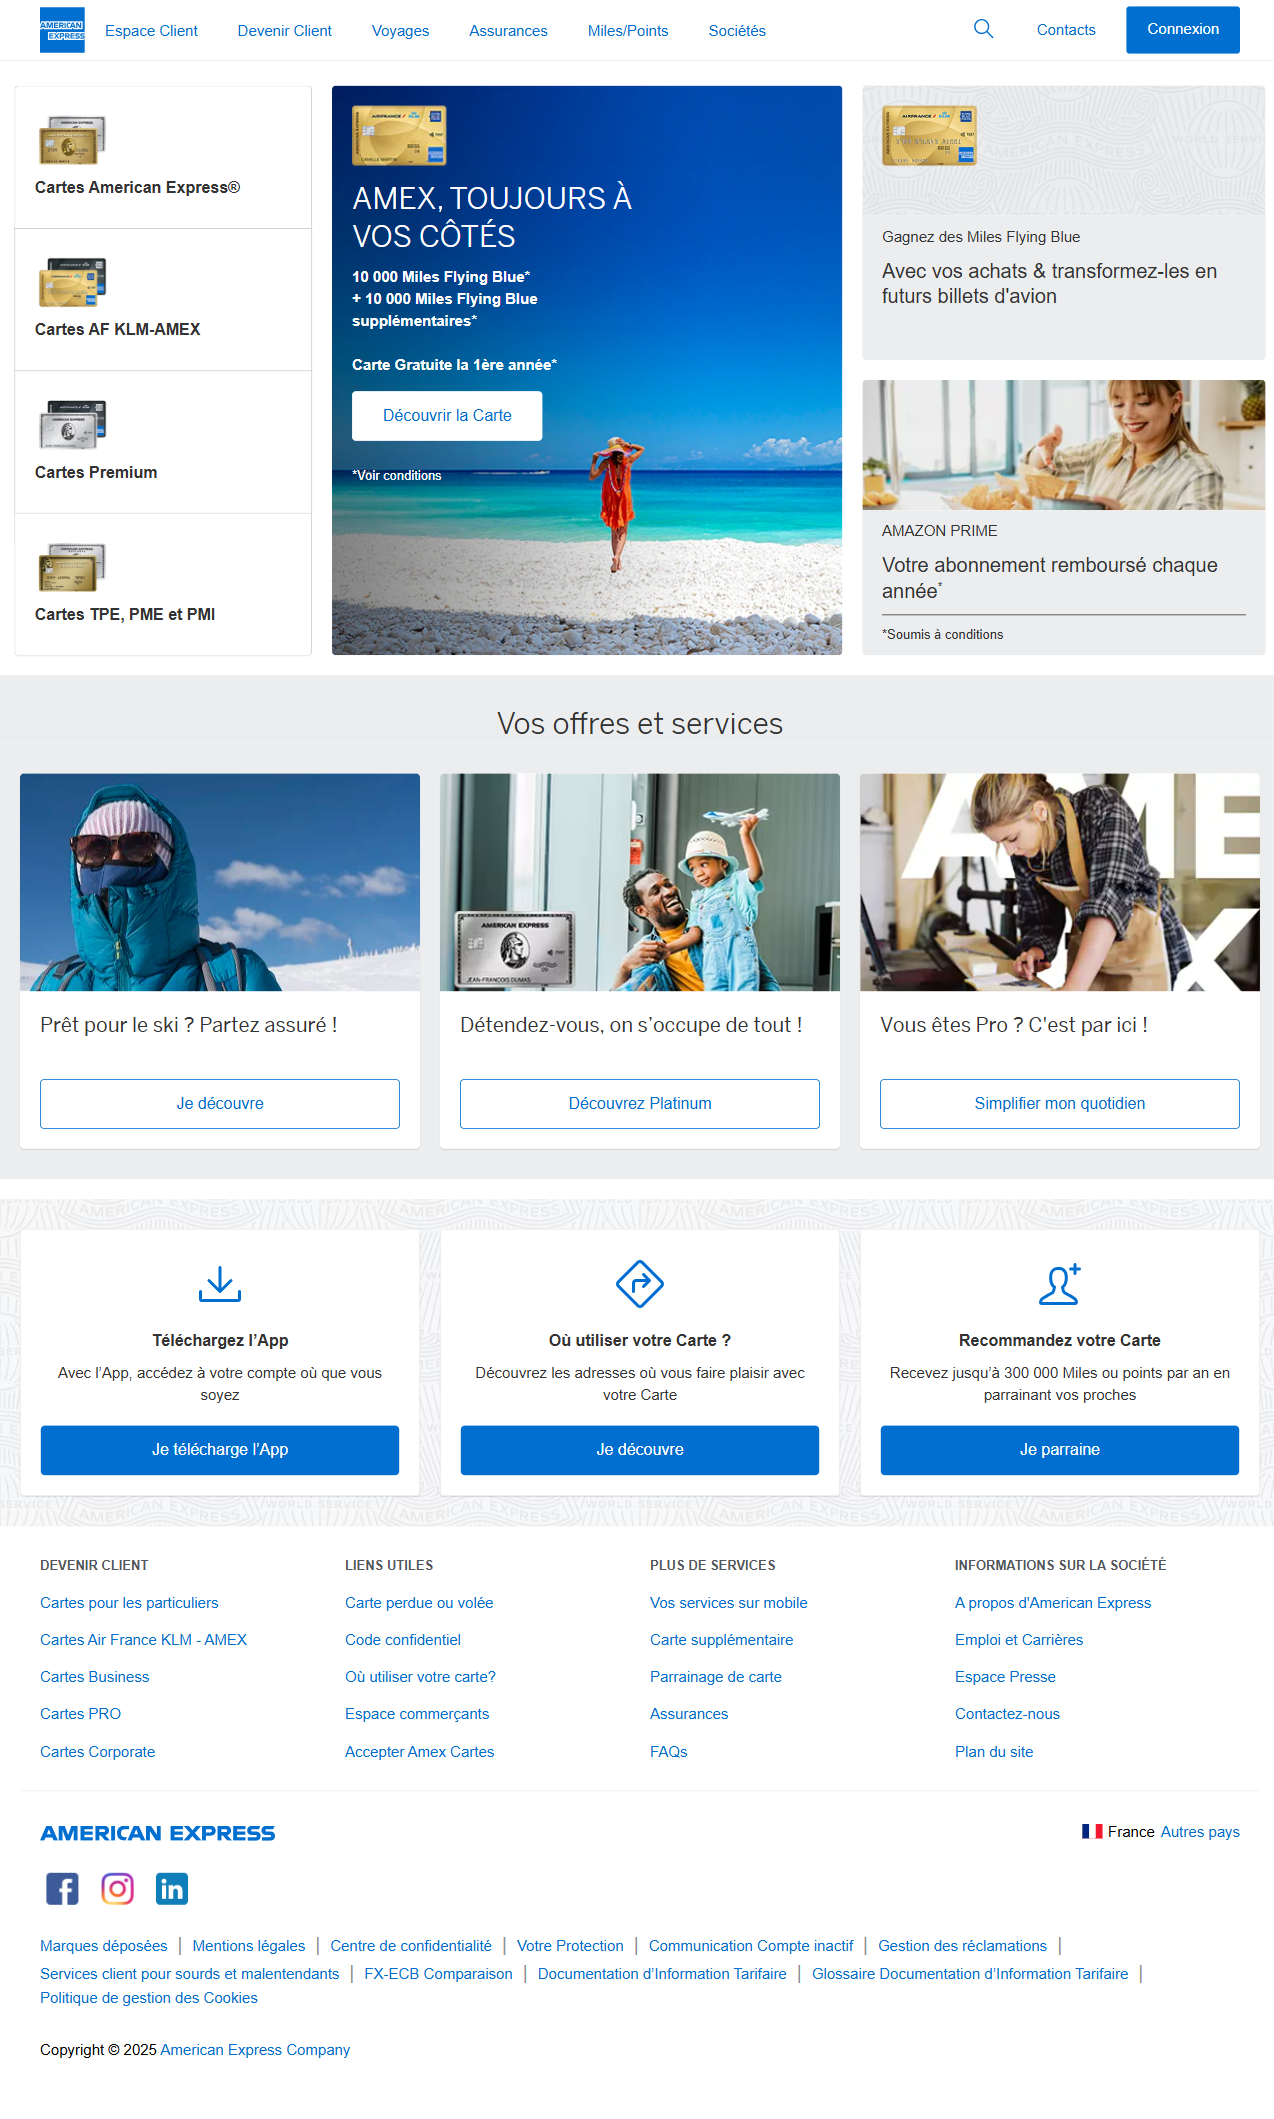 AMERICAN EXPRESS
Espace Client
Devenir Client
Voyages
Assurances
Miles/Points
Sociétés
Contacts
Connexion
Cartes American Express®
Cartes AF KLM-AMEX
Cartes Premium
Cartes TPE, PME et PMI
AIRFRANCE KLM
CAMILLE MARTIN
AMEX, TOUJOURS À
VOS CÔTÉS
10 000 Miles Flying Blue*
+ 10 000 Miles Flying Blue
supplémentaires*
Carte Gratuite la 1ère année*
Découvrir la Carte
*Voir conditions
AIRFRANCE KLM
Gagnez des Miles Flying Blue
Avec vos achats & transformez-les en
futurs billets d'avion
AMAZON PRIME
Votre abonnement remboursé chaque
année*
*Soumis à conditions
Vos offres et services
AMERICAN EXPRESS
JEAN-FRANCOIS DUMAS
AME
X
Prêt pour le ski ? Partez assuré !
Je découvre
Détendez-vous, on s’occupe de tout !
Découvrez Platinum
Vous êtes Pro ? C'est par ici !
Simplifier mon quotidien
Téléchargez l’App
Avec l’App, accédez à votre compte où que vous
soyez
Je télécharge l’App
Où utiliser votre Carte ?
Découvrez les adresses où vous faire plaisir avec
votre Carte
Je découvre
Recommandez votre Carte
Recevez jusqu’à 300 000 Miles ou points par an en
parrainant vos proches
Je parraine
DEVENIR CLIENT
Cartes pour les particuliers
Cartes Air France KLM - AMEX
Cartes Business
Cartes PRO
Cartes Corporate
LIENS UTILES
Carte perdue ou volée
Code confidentiel
Où utiliser votre carte?
Espace commerçants
Accepter Amex Cartes
PLUS DE SERVICES
Vos services sur mobile
Carte supplémentaire
Parrainage de carte
Assurances
FAQs
INFORMATIONS SUR LA SOCIÉTÉ
A propos d'American Express
Emploi et Carrières
Espace Presse
Contactez-nous
Plan du site
AMERICAN EXPRESS
France Autres pays
Marques déposées | Mentions légales | Centre de confidentialité | Votre Protection | Communication Compte inactif | Gestion des réclamations |
Services client pour sourds et malentendants | FX-ECB Comparaison | Documentation d’Information Tarifaire | Glossaire Documentation d’Information Tarifaire |
Politique de gestion des Cookies
Copyright © 2025 American Express Company